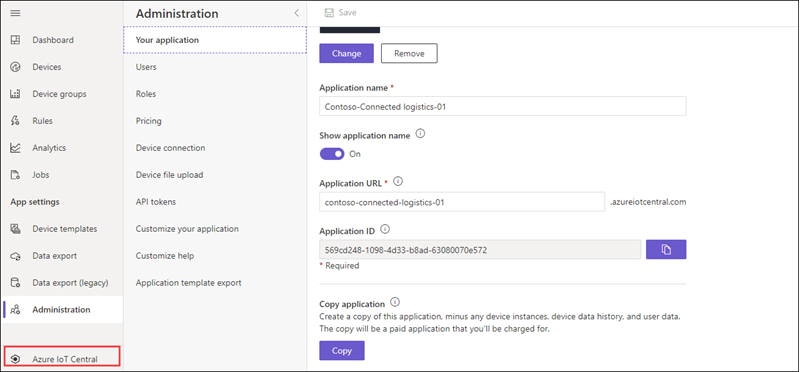 Dashboard
Devices
Device groups
Rules
Analytics
Jobs
App settings
Device templates
Data export
Data export (legacy)
Administration
Azure IoT Central
Administration
Your application
Users
Roles
Pricing
Device connection
Device file upload
API tokens
Customize your application
Customize help
Application template export
Save
Change Remove
Application name *
Contoso-Connected logistics-01
Show application name
On
Application URL *
contoso-connected-logistics-01 .azureiotcentral.com
Application ID
569cd248-1098-4d33-b8ad-63080070e572
* Required
Copy application
Create a copy of this application, minus any device instances, device data history, and user data.
The copy will be a paid application that you'll be charged for.
Copy